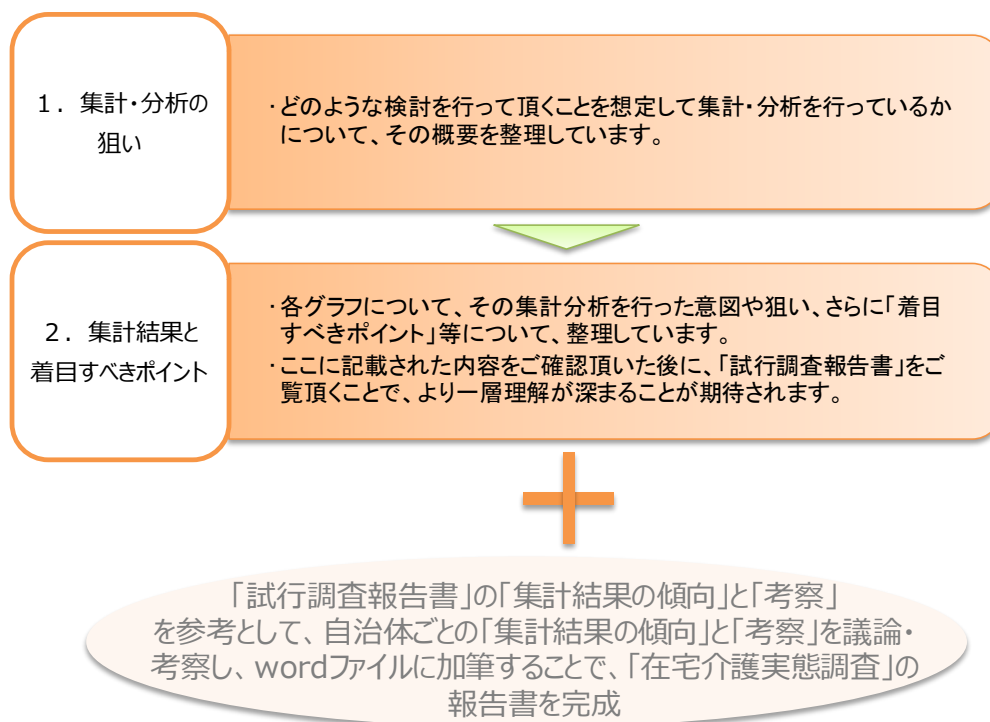 １．集計・分析の
狙い
・どのような検討を行って頂くことを想定して集計・分析を行っているか
について、その概要を整理しています。
２．集計結果と
着目すべきポイント
・各グラフについて、その集計分析を行った意図や狙い、さらに「着目
すべきポイント」等について、整理しています。
・ここに記載された内容をご確認頂いた後に、「試行調査報告書」をご
覧頂くことで、より一層理解が深まることが期待されます。
「試行調査報告書」の「集計結果の傾向」と「考察」
を参考として、自治体ごとの「集計結果の傾向」と「考察」を議論・
考察し、wordファイルに加筆することで、「在宅介護実態調査」の
報告書を完成